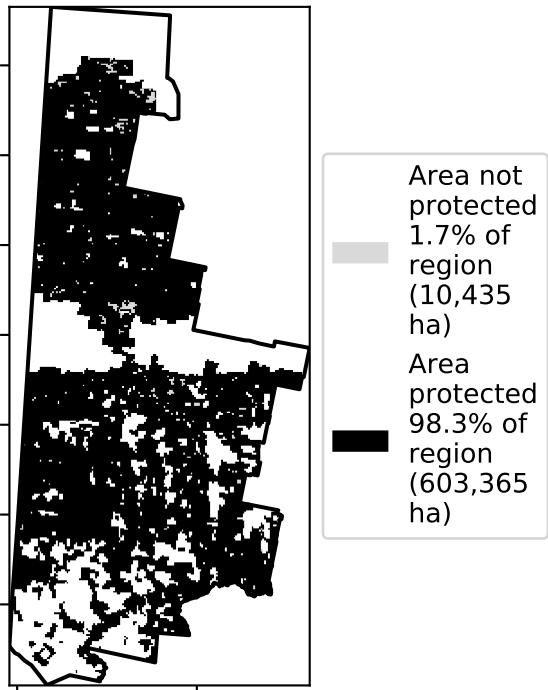 Area not
protected
1.7% of
region
(10,435
ha)
Area
protected
98.3% of
region
(603,365
ha)